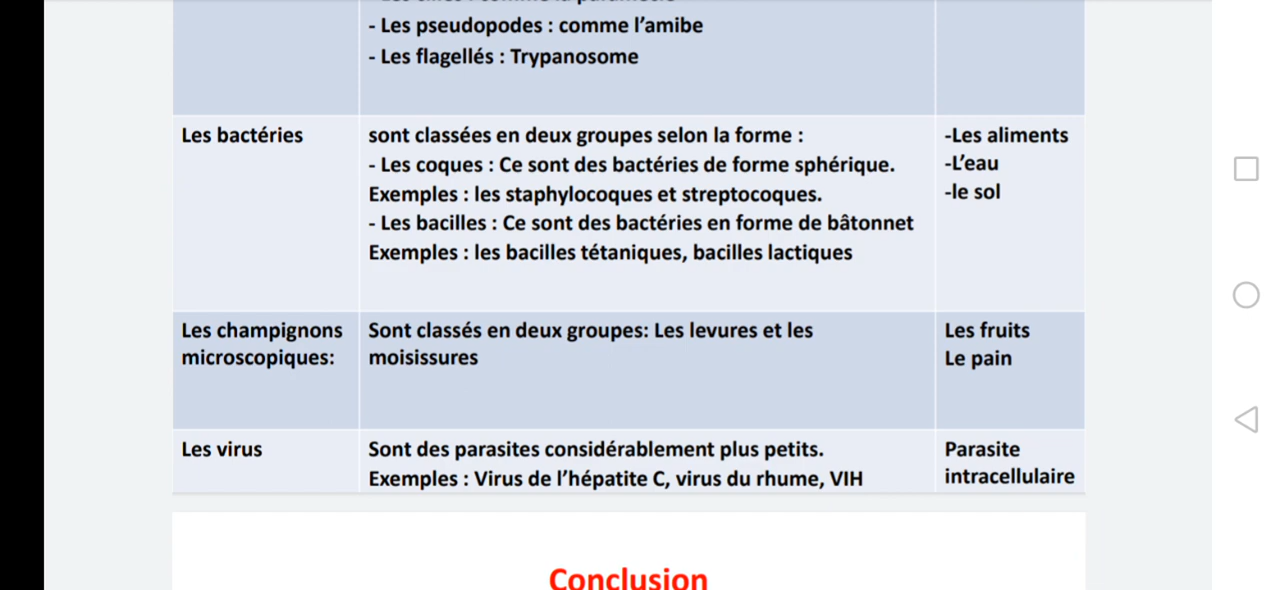 - Les pseudopodes : comme l’amibe
- Les flagellés : Trypanosome
Les bactéries
sont classées en deux groupes selon la forme :
- Les coques : Ce sont des bactéries de forme sphérique.
Exemples : les staphylocoques et streptocoques.
- Les bacilles : Ce sont des bactéries en forme de bâtonnet
Exemples : les bacilles tétaniques, bacilles lactiques
-Les aliments
-L’eau
-le sol
Les champignons
microscopiques:
Sont classés en deux groupes: Les levures et les
moisissures
Les fruits
Le pain
Les virus
Sont des parasites considérablement plus petits.
Exemples : Virus de l’hépatite C, virus du rhume, VIH
Parasite
intracellulaire
Conclusion